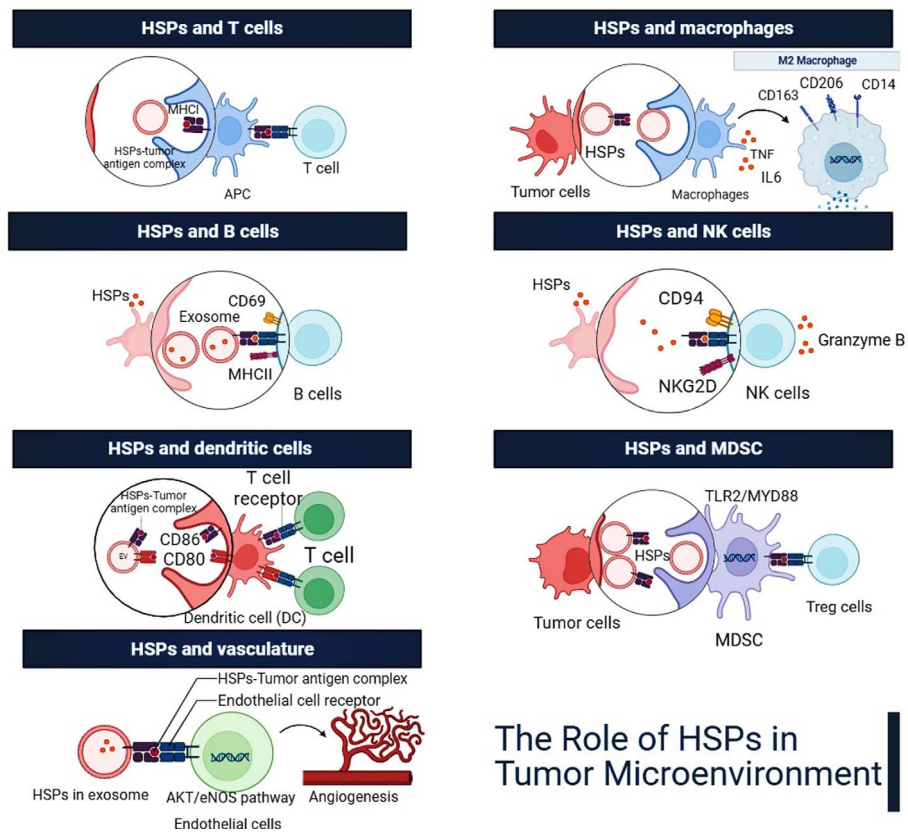 HSPs and T cells
MHCI
HSPs-tumor
antigen complex
APC
T cell
HSPs and macrophages
M2 Macrophage
CD206
CD163
CD14
HSPs
TNF
IL6
Tumor cells
Macrophages
HSPs and B cells
HSPs
CD69
Exosome
MHCII
B cells
HSPs and NK cells
HSPs
CD94
Granzyme B
NKG2D
NK cells
HSPs and dendritic cells
T cell
receptor
HSPs-Tumor
antigen complex
CD86
EV
CD80
T cell
Dendritic cell (DC)
HSPs and MDSC
TLR2/MYD88
HSPs
Tumor cells
Treg cells
MDSC
HSPs and vasculature
HSPs-Tumor antigen complex
Endothelial cell receptor
HSPs in exosome
AKT/eNOS pathway
Angiogenesis
Endothelial cells
The Role of HSPs in
Tumor Microenvironment